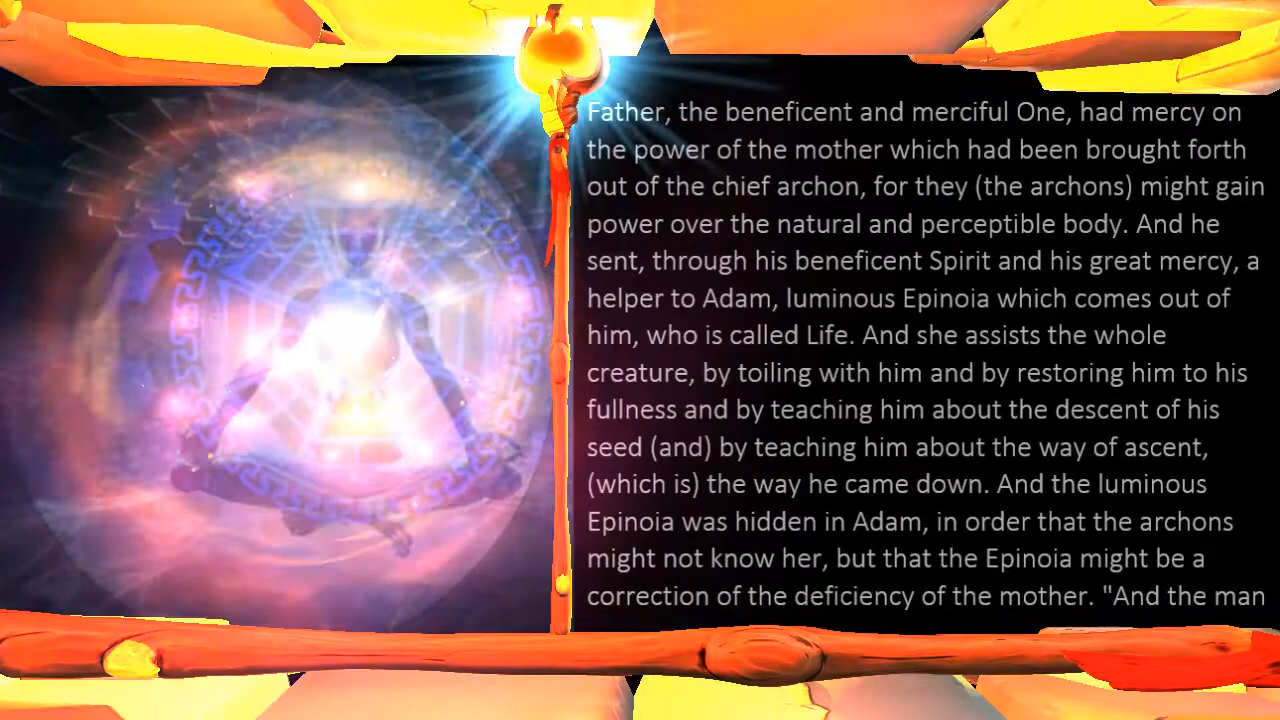 Father, the beneficent and merciful One, had mercy on
the power of the mother which had been brought forth
out of the chief archon, for they (the archons) might gain
power over the natural and perceptible body. And he
sent, through his beneficent Spirit and his great mercy, a
helper to Adam, luminous Epinoia which comes out of
him, who is called Life. And she assists the whole
creature, by toiling with him and by restoring him to his
fullness and by teaching him about the descent of his
seed (and) by teaching him about the way of ascent,
(which is) the way he came down. And the luminous
Epinoia was hidden in Adam, in order that the archons
might not know her, but that the Epinoia might be a
correction of the deficiency of the mother. "And the man